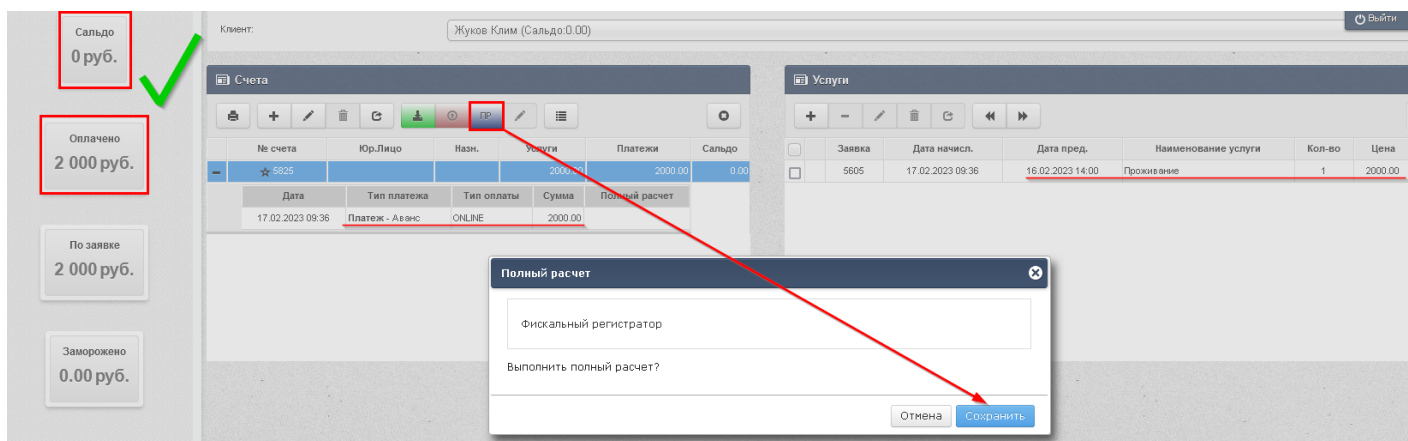 Сальдо
0 руб.
Оплачено
2 000 руб.
По заявке
2 000 руб.
Заморожено
0.00 руб.
Клиент:
Жуков Клим (Сальдо:0.00)
Выйти
Счета
ПР
№ счета Юр.Лицо Назн. Услуги Платежи Сальдо
5825 2000.00 2000.00 0.00
Дата Тип платежа Тип оплаты Сумма Полный расчет
17.02.2023 09:36 Платеж - Аванс ONLINE 2000.00
Услуги
Заявка Дата начисл. Дата пред. Наименование услуги Кол-во Цена
5605 17.02.2023 09:36 16.02.2023 14:00 Проживание 1 2000.00
Полный расчет
Фискальный регистратор
Выполнить полный расчет?
Отмена Сохранить